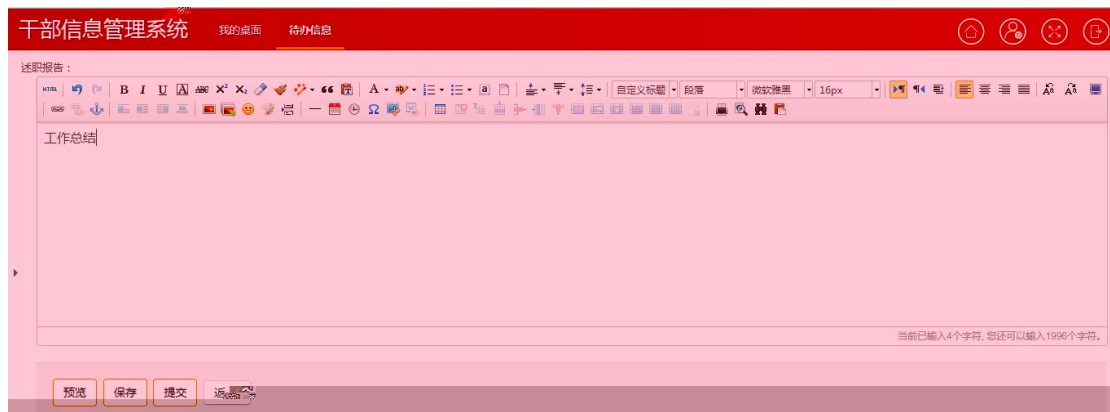 干部信息管理系统 我的桌面 待办信息
述职报告：
HTML B I U A ABC X² X₂ 66 A a 自定义标题 段落 微软雅黑 16px
Ω
工作总结
当前已输入4个字符, 您还可以输入1996个字符。
预览 保存 提交 返